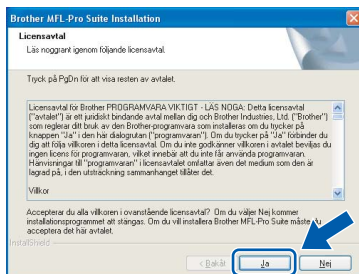 Brother MFL-Pro Suite Installation
Licensavtal
Läs noggrant igenom följande licensavtal.
Tryck på PgDn för att visa resten av avtalet.
Licensavtal för Brother PROGRAMVARA VIKTIGT - LÄS NOGA: Detta licensavtal
("avtalet") är ett juridiskt bindande avtal mellan dig och Brother Industries, Ltd. ("Brother")
som reglerar ditt bruk av den Brother-programvara som installeras om du trycker på
knappen "Ja" i den här dialogrutan ("programvaran"). Om du trycker på "Ja" förbinder du
dig att följa villkoren i detta licensavtal. Om du inte godkänner villkoren i avtalet beviljas du
ingen licens för programvaran, vilket innebär att du inte får använda programvaran.
Hänvisningar till "programvaran" i licensavtalet omfattar även det medium som den är
lagrad på, i den utsträckning sammanhanget tillåter det.
Villkor
Accepterar du alla villkoren i ovanstående licensavtal? Om du väljer Nej kommer
installationsprogrammet att stängas. Om du vill installera Brother MFL-Pro Suite måste du
acceptera det här avtalet.
InstallShield
< Bakåt Ja Nej